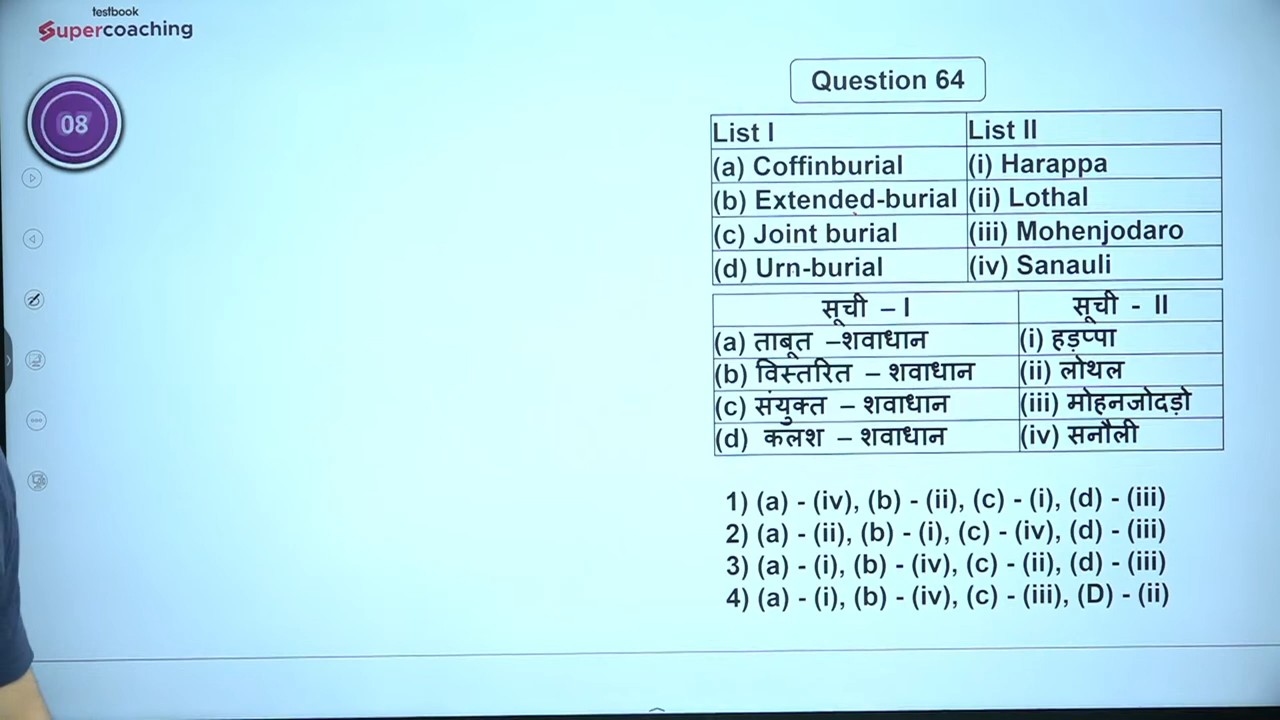 testbook
Supercoaching
08
Question 64
List I List II
(a) Coffinburial (i) Harappa
(b) Extended-burial (ii) Lothal
(c) Joint burial (iii) Mohenjodaro
(d) Urn-burial (iv) Sanauli
सूची – I सूची - II
(a) ताबूत –शवाधान (i) हड़प्पा
(b) विस्तरित – शवाधान (ii) लोथल
(c) संयुक्त – शवाधान (iii) मोहनजोदड़ो
(d) कलश – शवाधान (iv) सनौली
1) (a) - (iv), (b) - (ii), (c) - (i), (d) - (iii)
2) (a) - (ii), (b) - (i), (c) - (iv), (d) - (iii)
3) (a) - (i), (b) - (iv), (c) - (ii), (d) - (iii)
4) (a) - (i), (b) - (iv), (c) - (iii), (D) - (ii)